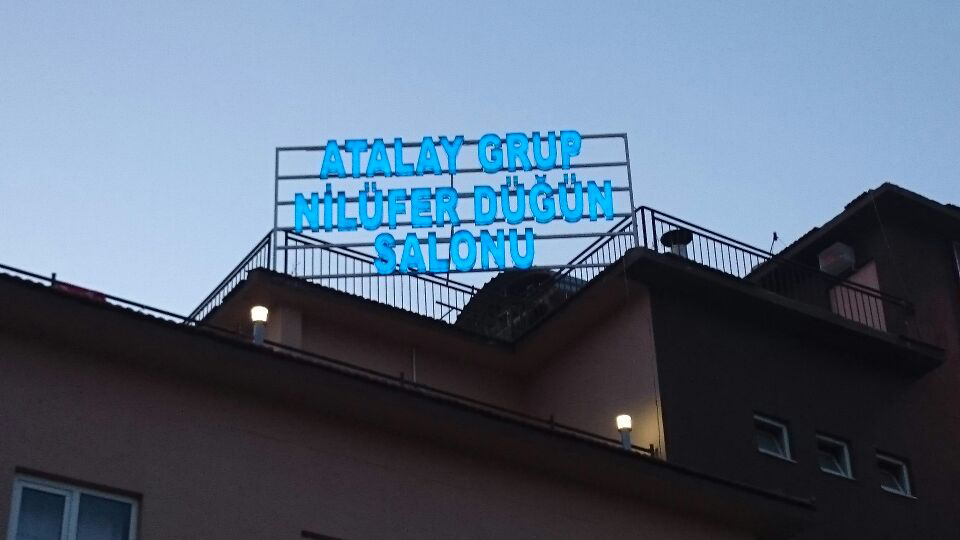 ATALAY GRUP
NİLÜFER DÜĞÜN
SALONU